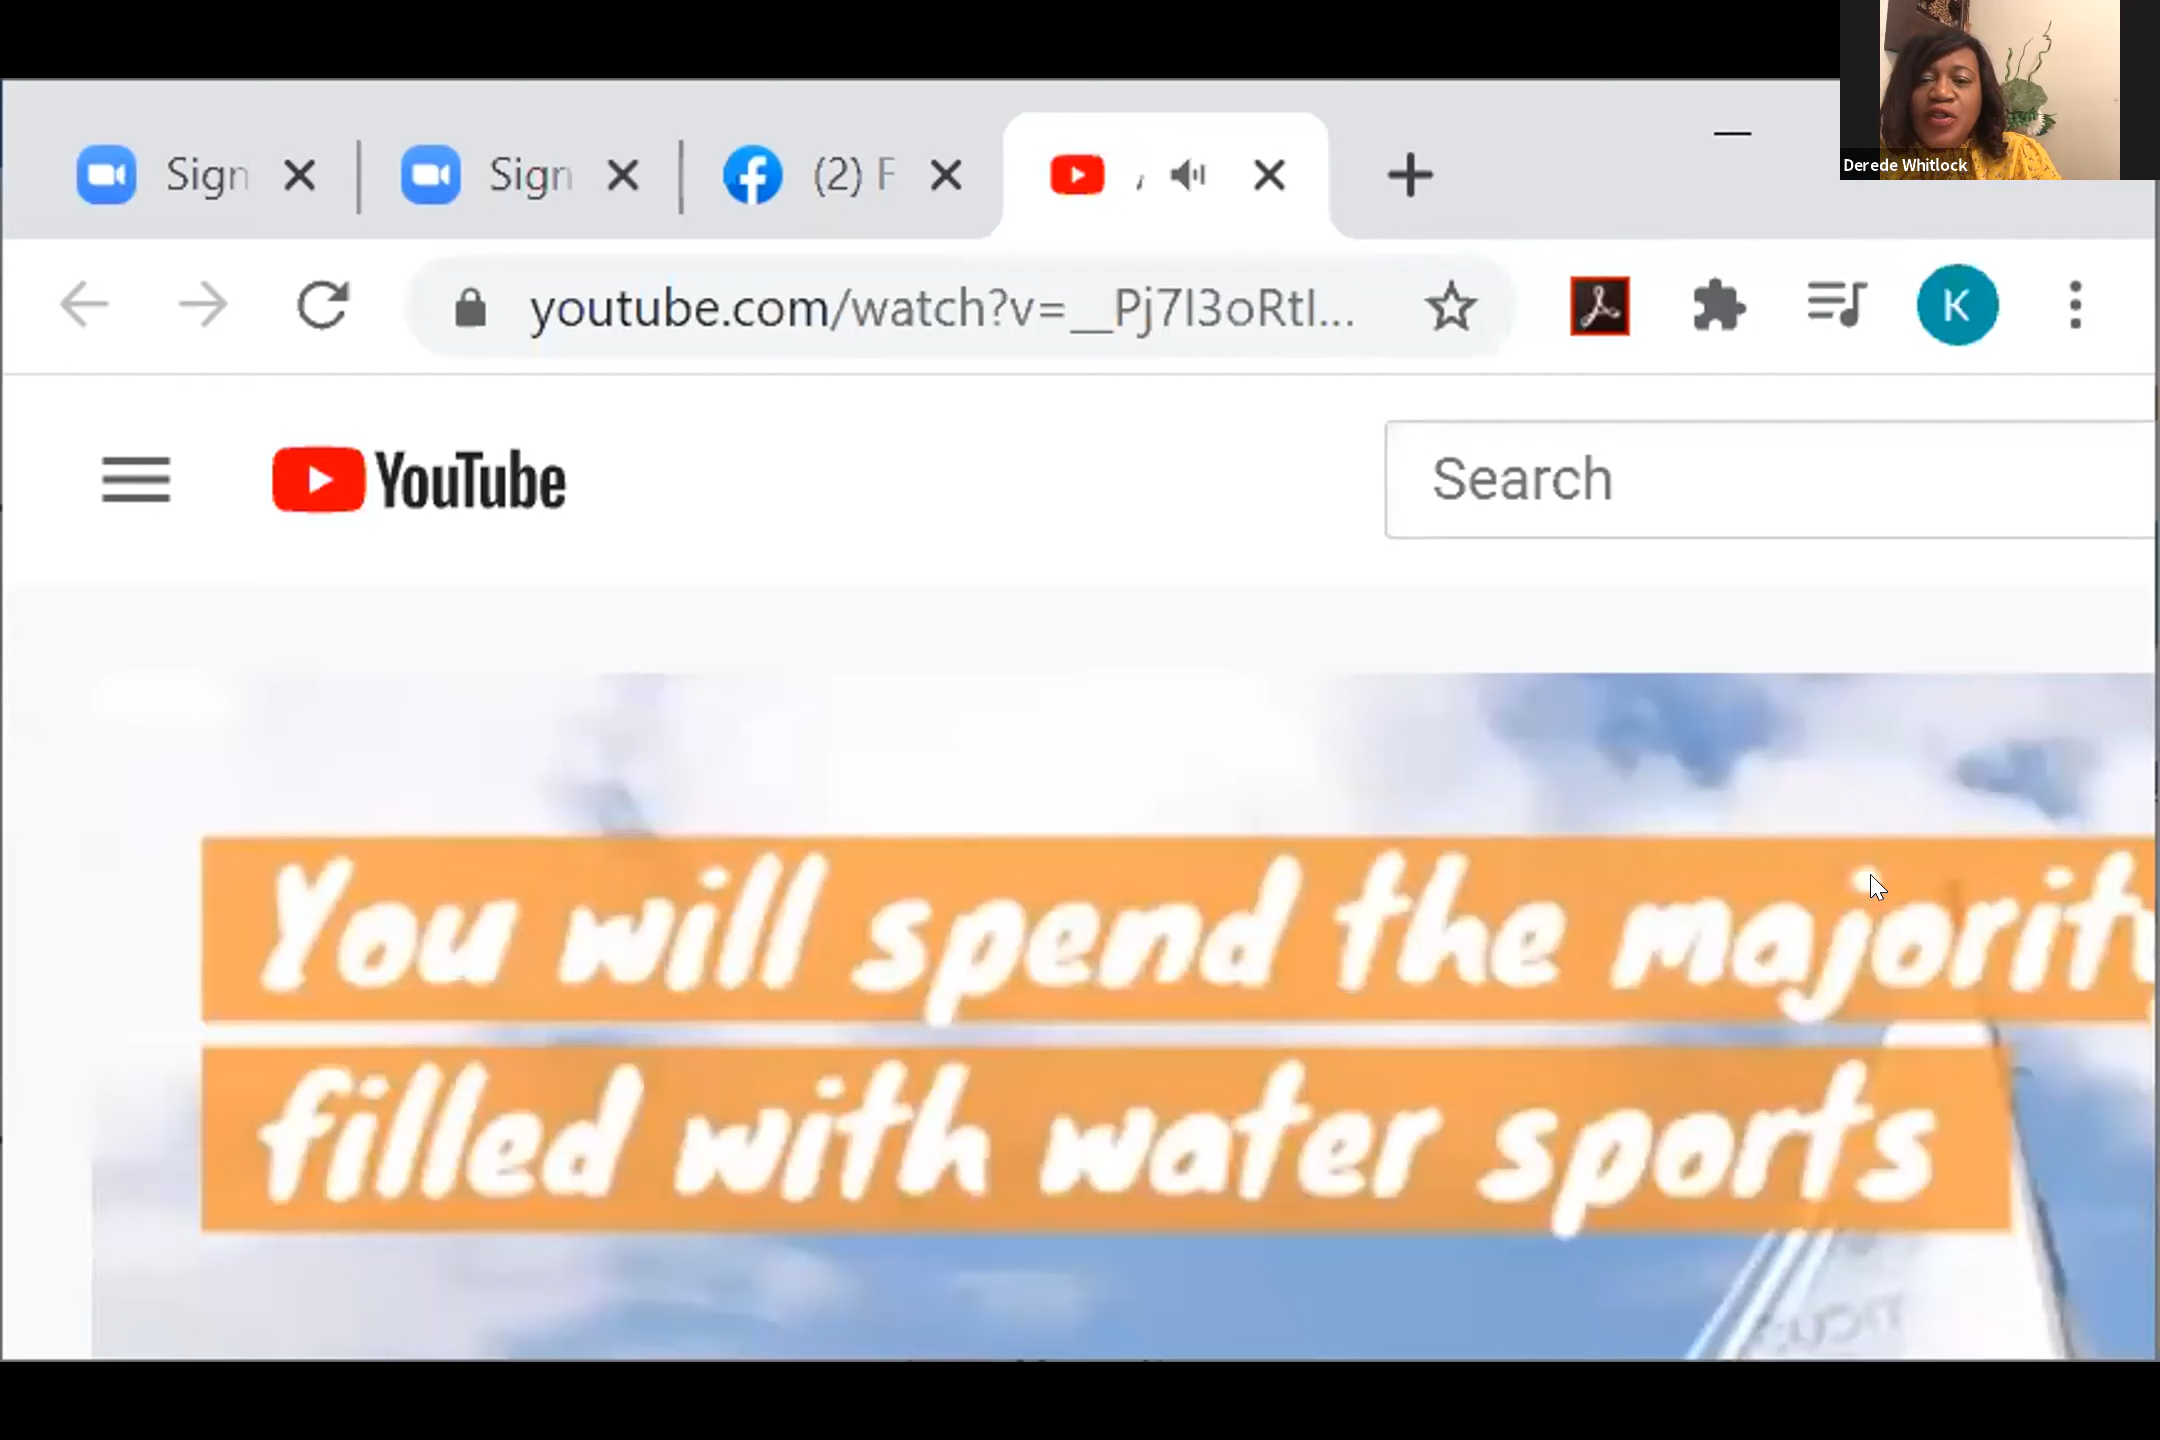 Derede Whitlock
Sign
Sign
(2) F
youtube.com/watch?v=__Pj7I3oRtI...
K
YouTube
Search
You will spend the majority
filled with water sports